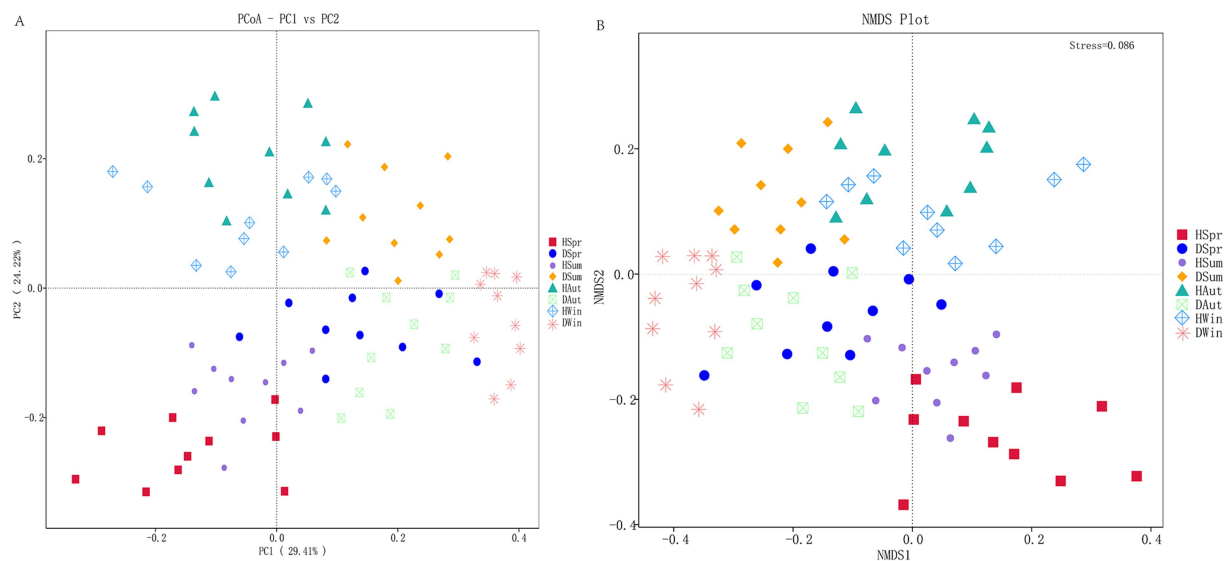 A
PCoA - PC1 vs PC2
PC2 ( 24.22% )
0.2
0.0
-0.2
-0.2
0.0
0.2
0.4
PC1 ( 29.41% )
HSpr
DSpr
HSum
DSum
HAut
DAut
HWin
DWin
B
NMDS Plot
Stress=0.086
NMDS2
0.2
0.0
-0.2
-0.4
-0.4
-0.2
0.0
0.2
0.4
NMDS1
HSpr
DSpr
HSum
DSum
HAut
DAut
HWin
DWin